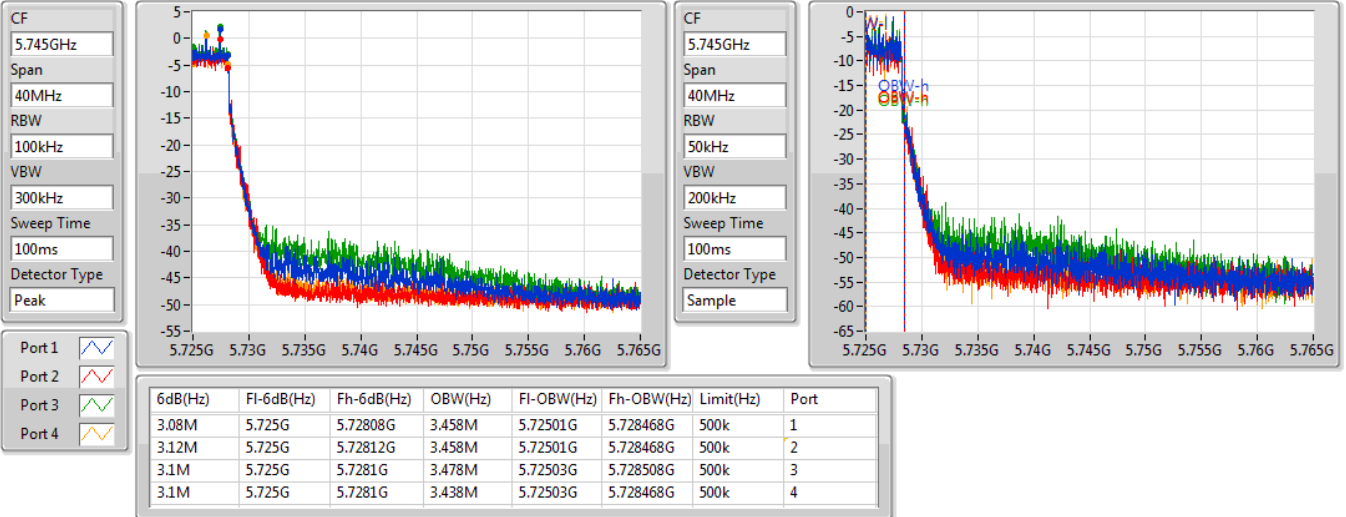 CF
5.745GHz
Span
40MHz
RBW
100kHz
VBW
300kHz
Sweep Time
100ms
Detector Type
Peak
5
0
-5
-10
-15
-20
-25
-30
-35
-40
-45
-50
-55
5.725G 5.73G 5.735G 5.74G 5.745G 5.75G 5.755G 5.76G 5.765G
CF
5.745GHz
Span
40MHz
RBW
50kHz
VBW
200kHz
Sweep Time
100ms
Detector Type
Sample
0
-5
-10
-15
-20
-25
-30
-35
-40
-45
-50
-55
-60
-65
OBW-h
OBW-h
5.725G 5.73G 5.735G 5.74G 5.745G 5.75G 5.755G 5.76G 5.765G
Port 1
Port 2
Port 3
Port 4
6dB(Hz) Fl-6dB(Hz) Fh-6dB(Hz) OBW(Hz) Fl-OBW(Hz) Fh-OBW(Hz) Limit(Hz) Port
3.08M 5.725G 5.72808G 3.458M 5.72501G 5.728468G 500k 1
3.12M 5.725G 5.72812G 3.458M 5.72501G 5.728468G 500k 2
3.1M 5.725G 5.7281G 3.478M 5.72503G 5.728508G 500k 3
3.1M 5.725G 5.7281G 3.438M 5.72503G 5.728468G 500k 4